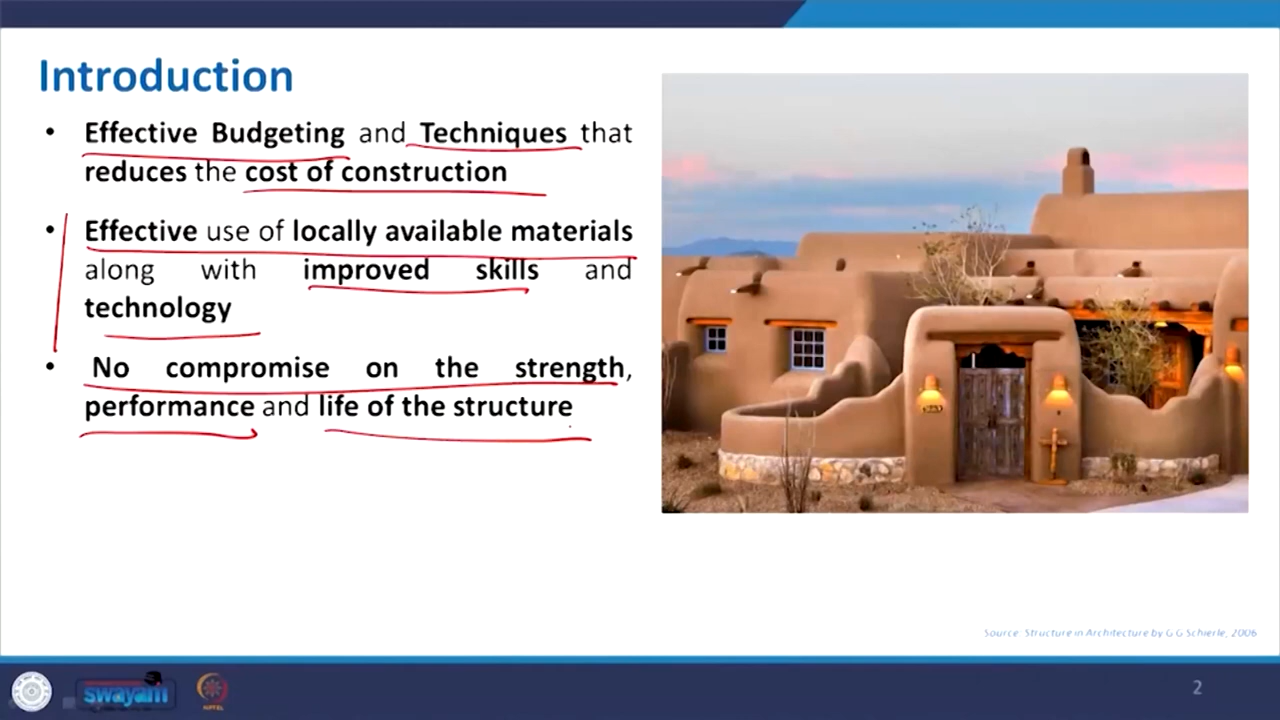 Introduction
• Effective Budgeting and Techniques that
reduces the cost of construction
• Effective use of locally available materials
along with improved skills and
technology
• No compromise on the strength,
performance and life of the structure
Source: Structure in Architecture by G G Schierle, 2006
swayam
NPTEL
2